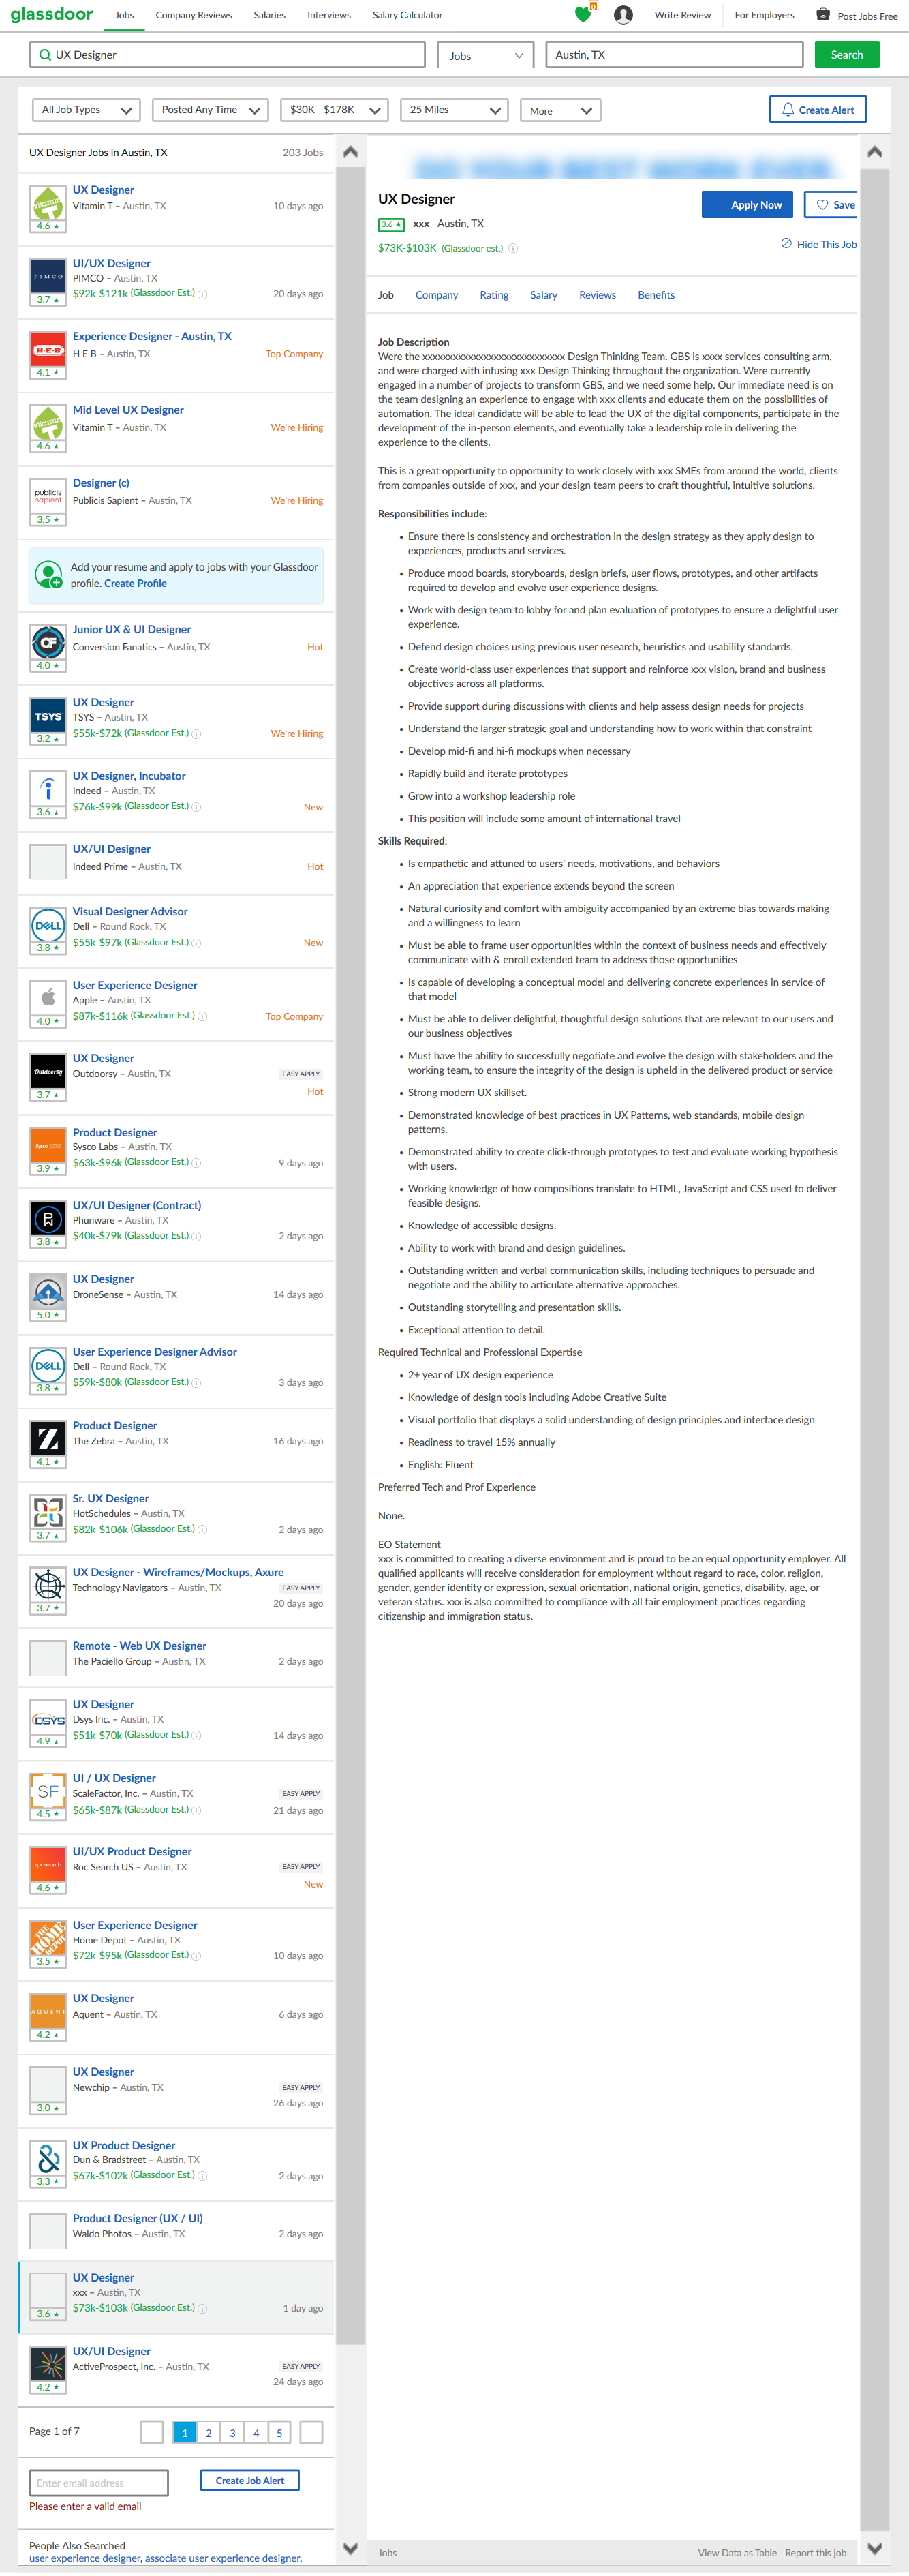 glassdoor Jobs Company Reviews Salaries Interviews Salary Calculator Write Review For Employers Post Jobs Free
UX Designer Jobs Austin, TX Search
All Job Types Posted Any Time $30K - $178K 25 Miles More Create Alert
UX Designer Jobs in Austin, TX 203 Jobs
UX Designer
Vitamin T – Austin, TX 10 days ago
4.6 ★
UI/UX Designer
PIMCO
PIMCO – Austin, TX
$92k-$121k (Glassdoor Est.) 20 days ago
3.7 ★
Experience Designer - Austin, TX
H-E-B
H E B – Austin, TX Top Company
4.1 ★
Mid Level UX Designer
Vitamin T – Austin, TX We're Hiring
4.6 ★
Designer (c)
publicis
sapient
Publicis Sapient – Austin, TX We're Hiring
3.5 ★
Add your resume and apply to jobs with your Glassdoor
profile. Create Profile
Junior UX & UI Designer
CF
Conversion Fanatics – Austin, TX Hot
4.0 ★
UX Designer
TSYS
TSYS – Austin, TX
$55k-$72k (Glassdoor Est.) We're Hiring
3.2 ★
UX Designer, Incubator
Indeed – Austin, TX
$76k-$99k (Glassdoor Est.) New
3.6 ★
UX/UI Designer
Indeed Prime – Austin, TX Hot
Visual Designer Advisor
DELL
Dell – Round Rock, TX
$55k-$97k (Glassdoor Est.) New
3.8 ★
User Experience Designer
Apple – Austin, TX
$87k-$116k (Glassdoor Est.) Top Company
4.0 ★
UX Designer
Outdoorsy
Outdoorsy – Austin, TX EASY APPLY
Hot
3.7 ★
Product Designer
Sysco Labs – Austin, TX
$63k-$96k (Glassdoor Est.) 9 days ago
3.9 ★
UX/UI Designer (Contract)
Phunware – Austin, TX
$40k-$79k (Glassdoor Est.) 2 days ago
3.8 ★
UX Designer
DroneSense – Austin, TX 14 days ago
5.0 ★
User Experience Designer Advisor
DELL
Dell – Round Rock, TX
$59k-$80k (Glassdoor Est.) 3 days ago
3.8 ★
Product Designer
Z
The Zebra – Austin, TX 16 days ago
4.1 ★
Sr. UX Designer
HotSchedules – Austin, TX
$82k-$106k (Glassdoor Est.) 2 days ago
3.7 ★
UX Designer - Wireframes/Mockups, Axure
Technology Navigators – Austin, TX EASY APPLY
20 days ago
3.7 ★
Remote - Web UX Designer
The Paciello Group – Austin, TX 2 days ago
UX Designer
DSYS
Dsys Inc. – Austin, TX
$51k-$70k (Glassdoor Est.) 14 days ago
4.9 ★
UI / UX Designer
SF
ScaleFactor, Inc. – Austin, TX EASY APPLY
$65k-$87k (Glassdoor Est.) 21 days ago
4.5 ★
UI/UX Product Designer
Roc Search US – Austin, TX EASY APPLY
New
4.6 ★
User Experience Designer
THE HOME DEPOT
Home Depot – Austin, TX
$72k-$95k (Glassdoor Est.) 10 days ago
3.5 ★
UX Designer
AQUENT
Aquent – Austin, TX 6 days ago
4.2 ★
UX Designer
Newchip – Austin, TX EASY APPLY
26 days ago
3.0 ★
UX Product Designer
Dun & Bradstreet – Austin, TX
$67k-$102k (Glassdoor Est.) 2 days ago
3.3 ★
Product Designer (UX / UI)
Waldo Photos – Austin, TX 2 days ago
UX Designer
xxx – Austin, TX
$73k-$103k (Glassdoor Est.) 1 day ago
3.6 ★
UX/UI Designer
ActiveProspect, Inc. – Austin, TX EASY APPLY
24 days ago
4.2 ★
Page 1 of 7 1 2 3 4 5
Enter email address Create Job Alert
Please enter a valid email
People Also Searched
user experience designer, associate user experience designer,
DO YOUR BEST WORK EVER.
UX Designer Apply Now Save
3.6 ★ xxx– Austin, TX
$73K-$103K (Glassdoor est.) Hide This Job
Job Company Rating Salary Reviews Benefits
Job Description
Were the xxxxxxxxxxxxxxxxxxxxxxxxxxxxx Design Thinking Team. GBS is xxxx services consulting arm,
and were charged with infusing xxx Design Thinking throughout the organization. Were currently
engaged in a number of projects to transform GBS, and we need some help. Our immediate need is on
the team designing an experience to engage with xxx clients and educate them on the possibilities of
automation. The ideal candidate will be able to lead the UX of the digital components, participate in the
development of the in-person elements, and eventually take a leadership role in delivering the
experience to the clients.
This is a great opportunity to opportunity to work closely with xxx SMEs from around the world, clients
from companies outside of xxx, and your design team peers to craft thoughtful, intuitive solutions.
Responsibilities include:
• Ensure there is consistency and orchestration in the design strategy as they apply design to
experiences, products and services.
• Produce mood boards, storyboards, design briefs, user flows, prototypes, and other artifacts
required to develop and evolve user experience designs.
• Work with design team to lobby for and plan evaluation of prototypes to ensure a delightful user
experience.
• Defend design choices using previous user research, heuristics and usability standards.
• Create world-class user experiences that support and reinforce xxx vision, brand and business
objectives across all platforms.
• Provide support during discussions with clients and help assess design needs for projects
• Understand the larger strategic goal and understanding how to work within that constraint
• Develop mid-fi and hi-fi mockups when necessary
• Rapidly build and iterate prototypes
• Grow into a workshop leadership role
• This position will include some amount of international travel
Skills Required:
• Is empathetic and attuned to users' needs, motivations, and behaviors
• An appreciation that experience extends beyond the screen
• Natural curiosity and comfort with ambiguity accompanied by an extreme bias towards making
and a willingness to learn
• Must be able to frame user opportunities within the context of business needs and effectively
communicate with & enroll extended team to address those opportunities
• Is capable of developing a conceptual model and delivering concrete experiences in service of
that model
• Must be able to deliver delightful, thoughtful design solutions that are relevant to our users and
our business objectives
• Must have the ability to successfully negotiate and evolve the design with stakeholders and the
working team, to ensure the integrity of the design is upheld in the delivered product or service
• Strong modern UX skillset.
• Demonstrated knowledge of best practices in UX Patterns, web standards, mobile design
patterns.
• Demonstrated ability to create click-through prototypes to test and evaluate working hypothesis
with users.
• Working knowledge of how compositions translate to HTML, JavaScript and CSS used to deliver
feasible designs.
• Knowledge of accessible designs.
• Ability to work with brand and design guidelines.
• Outstanding written and verbal communication skills, including techniques to persuade and
negotiate and the ability to articulate alternative approaches.
• Outstanding storytelling and presentation skills.
• Exceptional attention to detail.
Required Technical and Professional Expertise
• 2+ year of UX design experience
• Knowledge of design tools including Adobe Creative Suite
• Visual portfolio that displays a solid understanding of design principles and interface design
• Readiness to travel 15% annually
• English: Fluent
Preferred Tech and Prof Experience
None.
EO Statement
xxx is committed to creating a diverse environment and is proud to be an equal opportunity employer. All
qualified applicants will receive consideration for employment without regard to race, color, religion,
gender, gender identity or expression, sexual orientation, national origin, genetics, disability, age, or
veteran status. xxx is also committed to compliance with all fair employment practices regarding
citizenship and immigration status.
Jobs View Data as Table Report this job